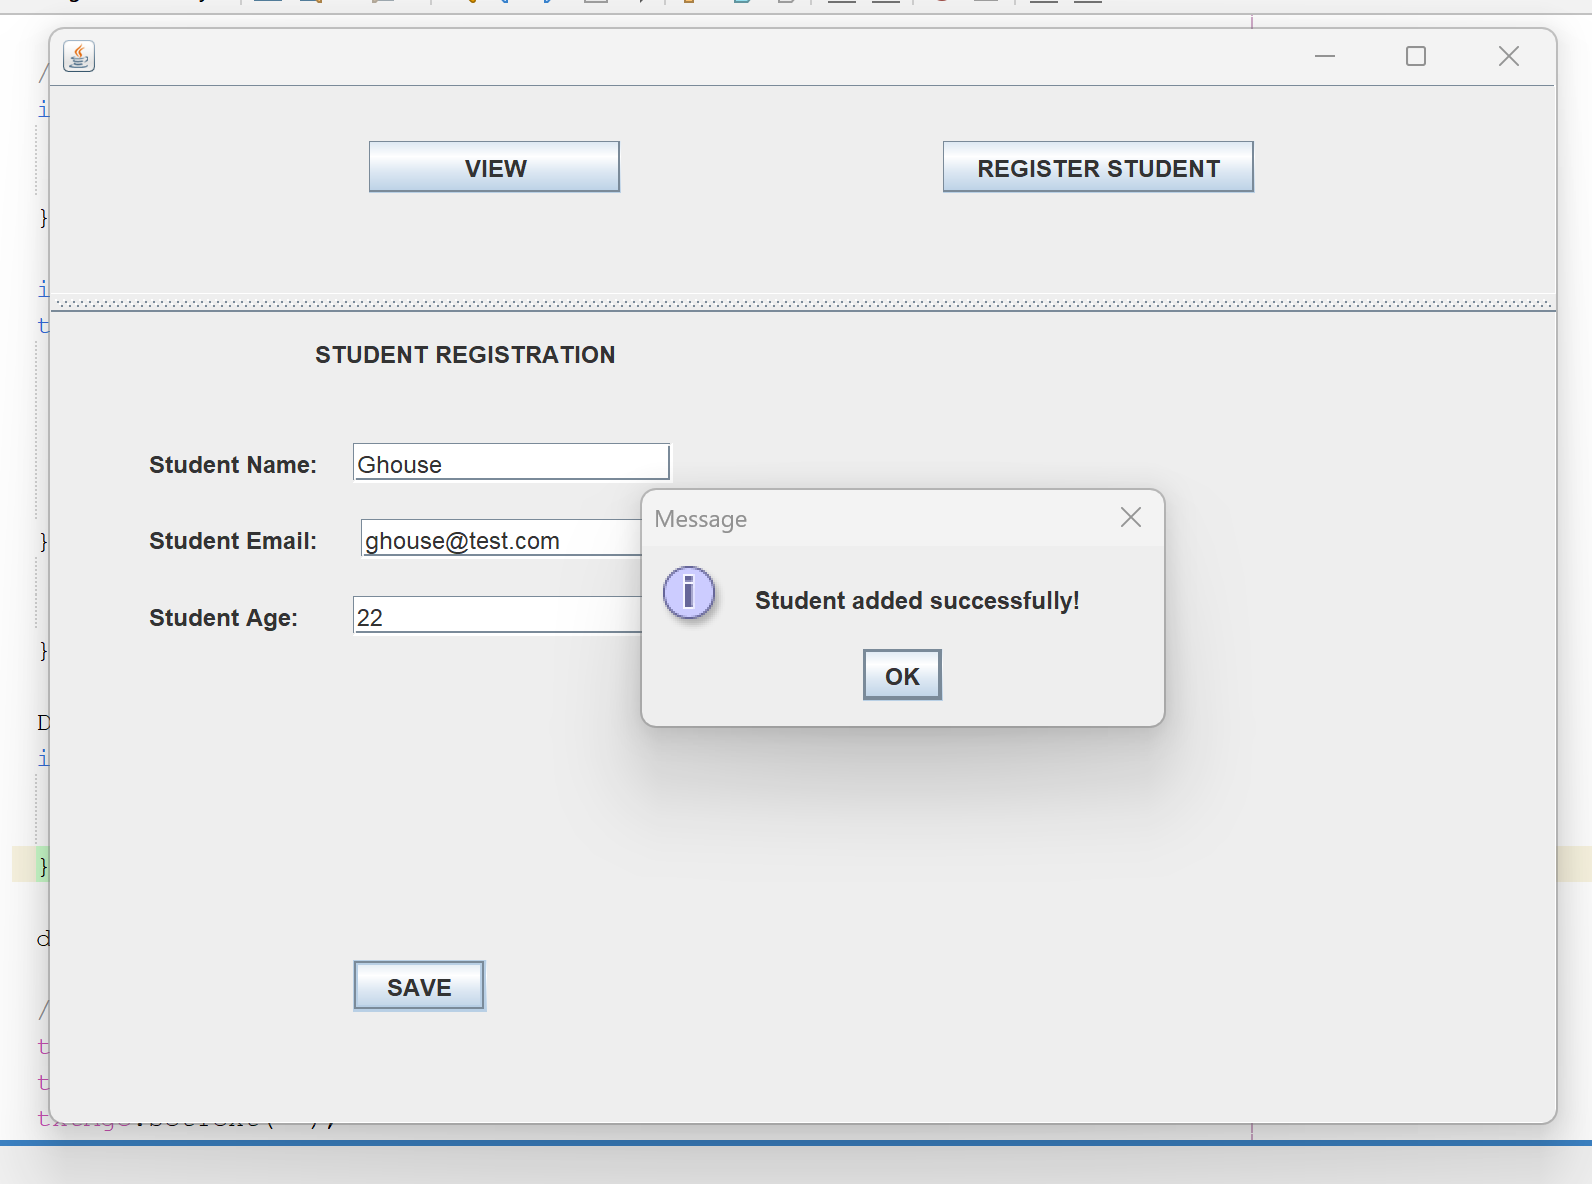 /
i
}
i
t
}
}
D
i
}
d
/
t
t
VIEW
REGISTER STUDENT
STUDENT REGISTRATION
Student Name: Ghouse
Student Email: ghouse@test.com
Student Age: 22
Message
i
Student added successfully!
OK
SAVE